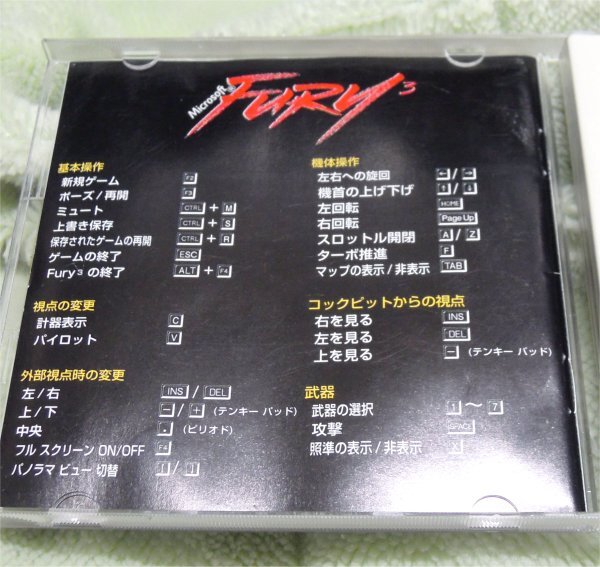 Microsoft®
FURY3
基本操作
新規ゲーム F2
ポーズ/再開 F3
ミュート CTRL + M
上書き保存 CTRL + S
保存されたゲームの再開 CTRL + R
ゲームの終了 ESC
Fury3 の終了 ALT + F4
視点の変更
計器表示 C
パイロット V
外部視点時の変更
左/右 INS / DEL
上/下 − / + (テンキー パッド)
中央 . (ピリオド)
フル スクリーン ON/OFF F4
パノラマ ビュー 切替 [ / ]
機体操作
左右への旋回 ← / →
機首の上げ下げ ↑ / ↓
左回転 HOME
右回転 Page Up
スロットル開閉 A / Z
ターボ推進 F
マップの表示/非表示 TAB
コックピットからの視点
右を見る INS
左を見る DEL
上を見る − (テンキー パッド)
武器
武器の選択 1 〜 7
攻撃 SPACE
照準の表示/非表示 X